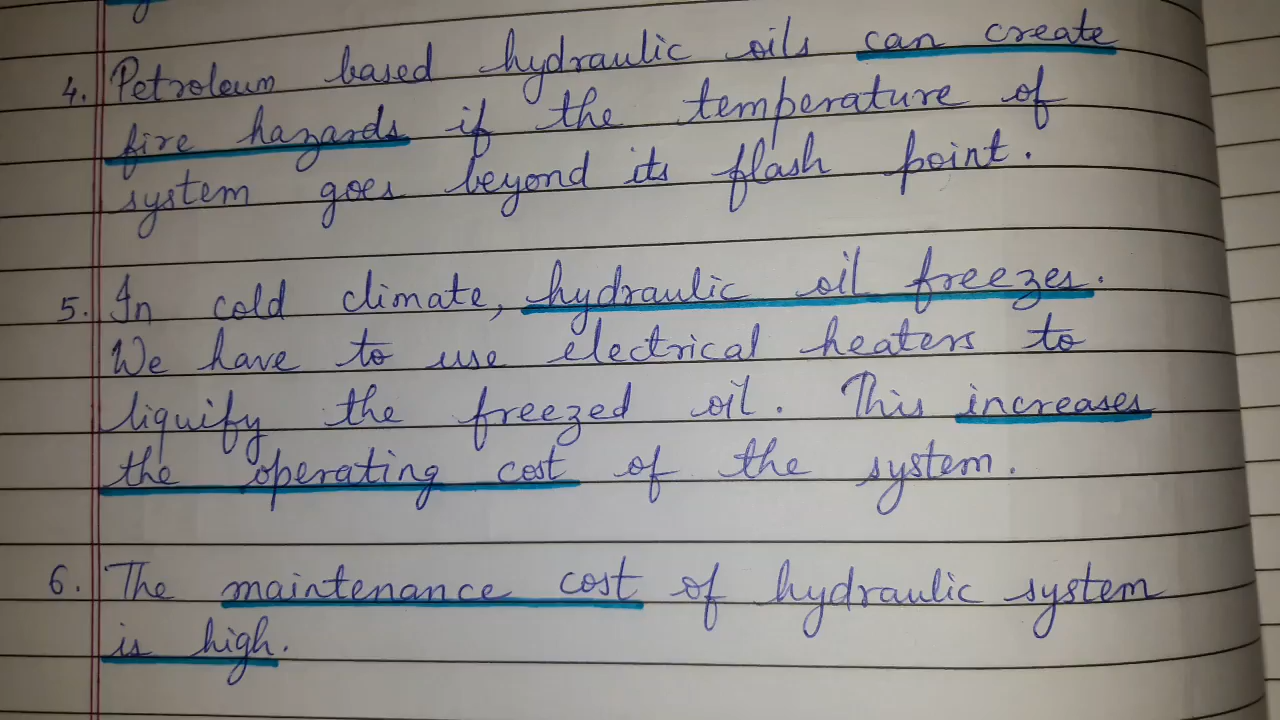 4. Petroleum based hydraulic oils can create
fire hazards if the temperature of
system goes beyond its flash point.
5. In cold climate, hydraulic oil freezes.
We have to use electrical heaters to
liquify the freezed oil. This increases
the operating cost of the system.
6. The maintenance cost of hydraulic system
is high.